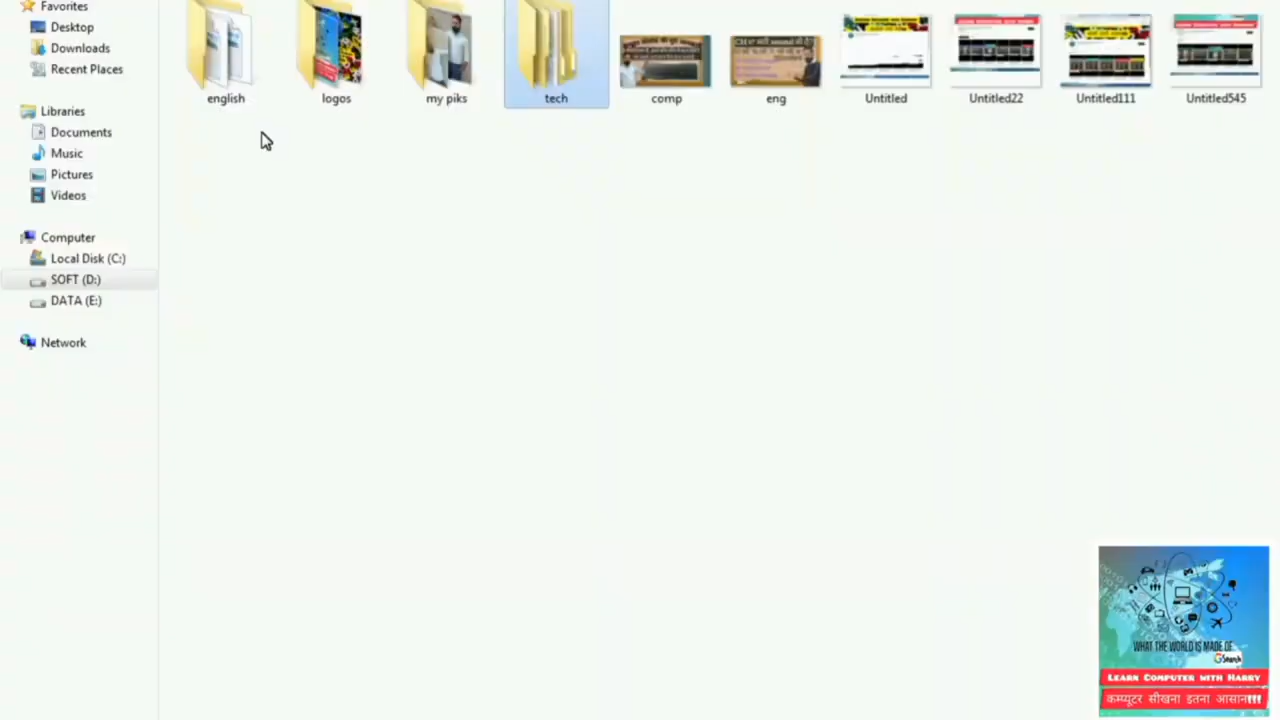 Favorites
Desktop
Downloads
Recent Places
Libraries
Documents
Music
Pictures
Videos
Computer
Local Disk (C:)
SOFT (D:)
DATA (E:)
Network
english
logos
my piks
tech
comp
eng
Untitled
Untitled22
Untitled111
Untitled545
WHAT THE WORLD IS MADE OF
GSearch
LEARN COMPUTER WITH HARRY
कम्प्यूटर सीखना इतना आसान!!!